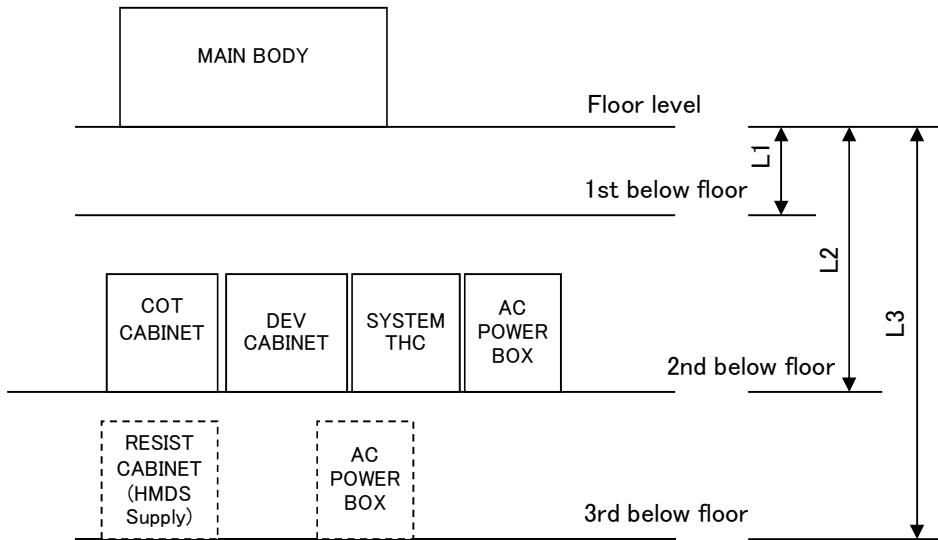 MAIN BODY
Floor level
L1
1st below floor
L2
L3
COT
CABINET
DEV
CABINET
SYSTEM
THC
AC
POWER
BOX
2nd below floor
RESIST
CABINET
(HMDS
Supply)
AC
POWER
BOX
3rd below floor